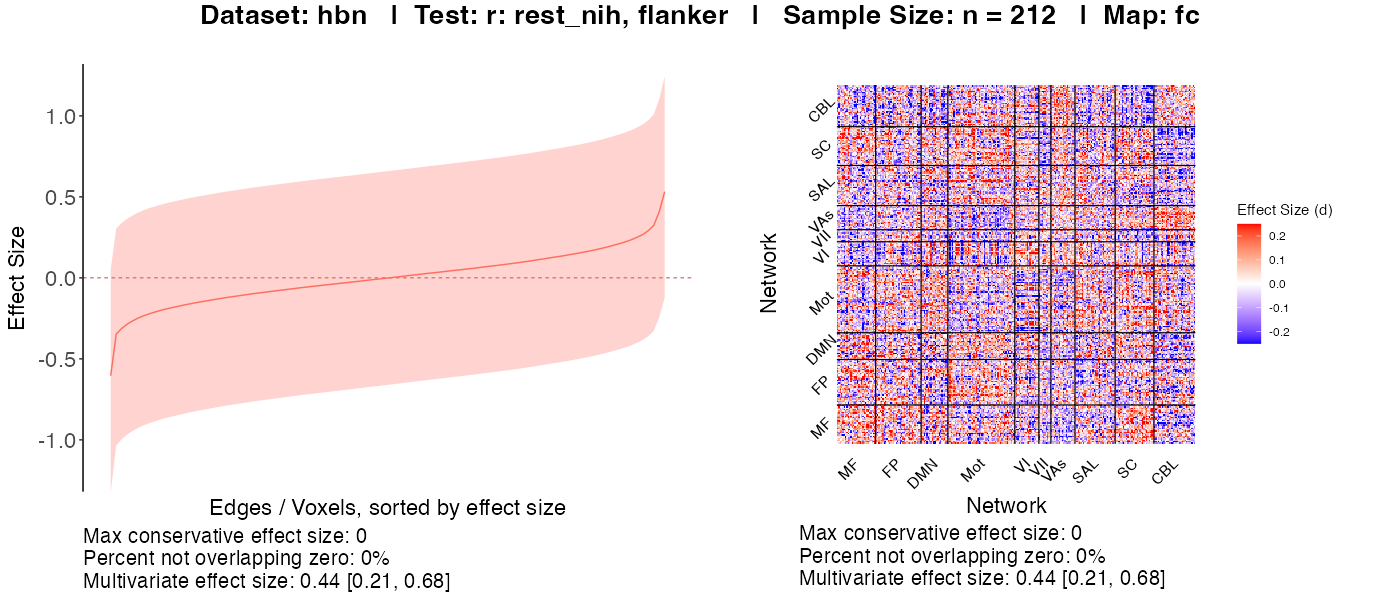 Dataset: hbn | Test: r: rest_nih, flanker | Sample Size: n = 212 | Map: fc
Effect Size
1.0
0.5
0.0
-0.5
-1.0
Edges / Voxels, sorted by effect size
Max conservative effect size: 0
Percent not overlapping zero: 0%
Multivariate effect size: 0.44 [0.21, 0.68]
Network
CBL
SC
SAL
VAs
VII
VI
Mot
DMN
FP
MF
MF
FP
DMN
Mot
VI
VII
VAs
SAL
SC
CBL
Network
Max conservative effect size: 0
Percent not overlapping zero: 0%
Multivariate effect size: 0.44 [0.21, 0.68]
Effect Size (d)
0.2
0.1
0.0
-0.1
-0.2